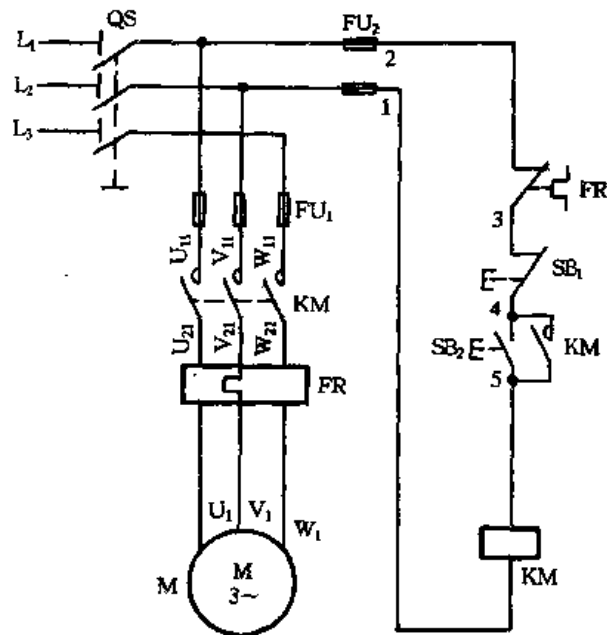 QS
L₁
FU₂
2
L₂
1
L₃
FR
3
FU₁
U₁₁
V₁₁
W₁₁
SB₁
4
KM
SB₂
KM
U₂₁
V₂₁
W₂₂
FR
5
U₁
V₁
W₁
KM
M
M
3~